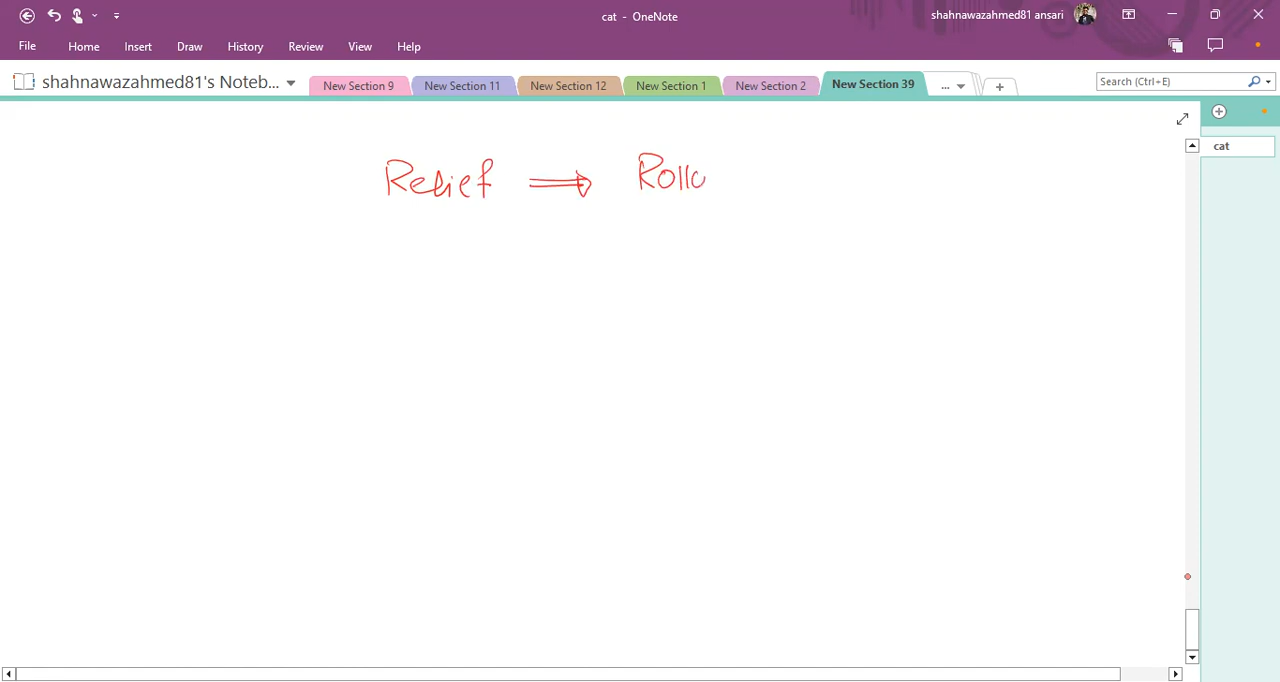 cat - OneNote
shahnawazahmed81 ansari
File Home Insert Draw History Review View Help
shahnawazahmed81's Noteb... New Section 9 New Section 11 New Section 12 New Section 1 New Section 2 New Section 39 ... + Search (Ctrl+E)
cat
Relief ⇒ Rollo